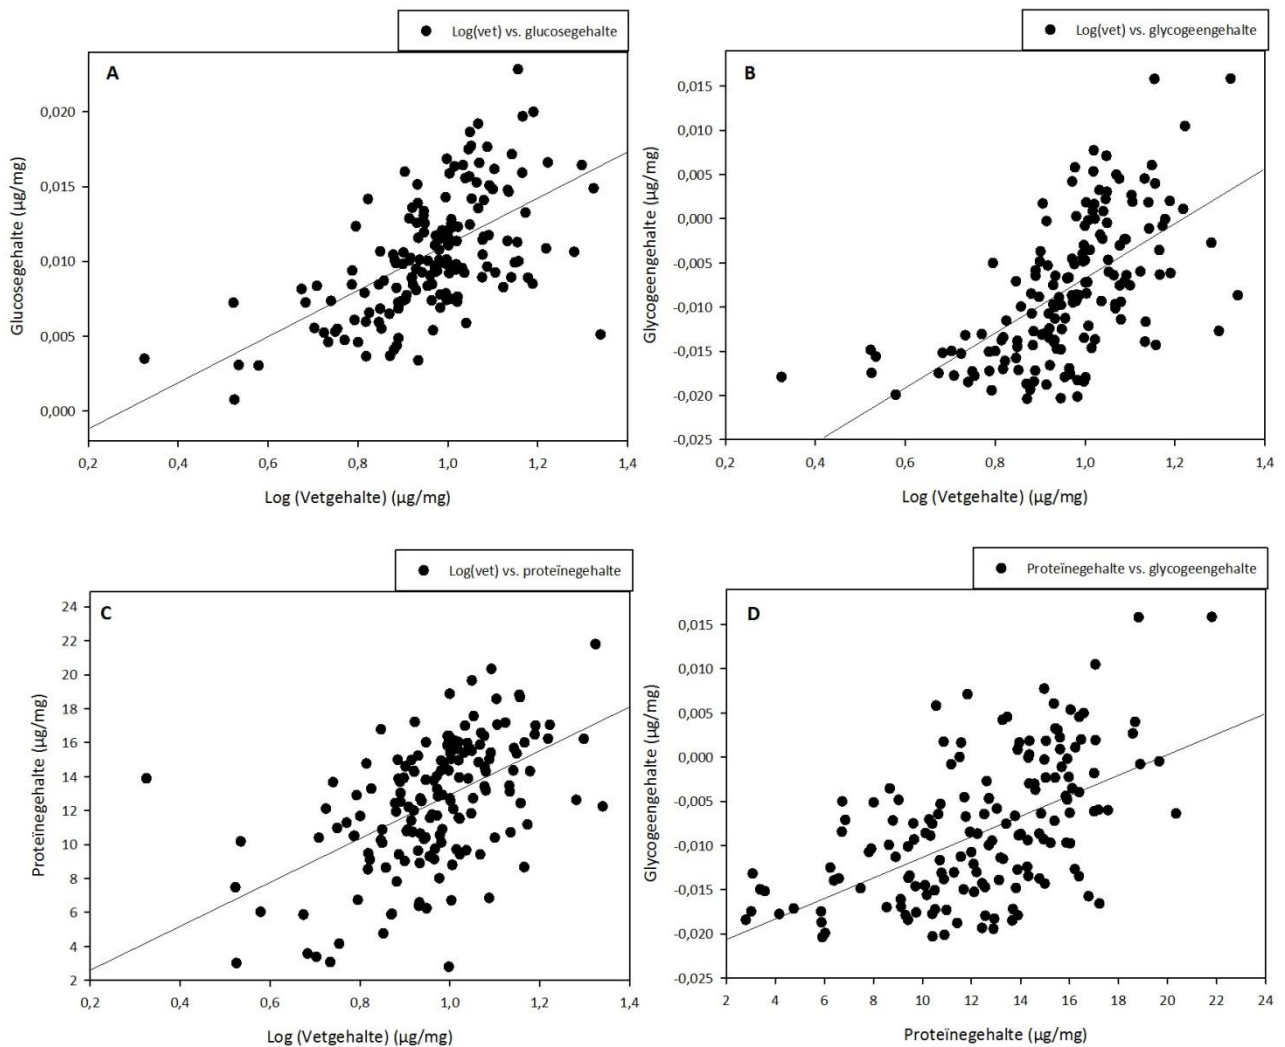 Log(vet) vs. glucosegehalte
A
0,020
0,015
0,010
0,005
0,000
Glucosegehalte (µg/mg)
0,2 0,4 0,6 0,8 1,0 1,2 1,4
Log (Vetgehalte) (µg/mg)
Log(vet) vs. glycogeengehalte
B
0,015
0,010
0,005
0,000
-0,005
-0,010
-0,015
-0,020
-0,025
Glycogeengehalte (µg/mg)
0,2 0,4 0,6 0,8 1,0 1,2 1,4
Log (Vetgehalte) (µg/mg)
Log(vet) vs. proteïnegehalte
C
24
22
20
18
16
14
12
10
8
6
4
2
Proteïnegehalte (µg/mg)
0,2 0,4 0,6 0,8 1,0 1,2 1,4
Log (Vetgehalte) (µg/mg)
Proteïnegehalte vs. glycogeengehalte
D
0,015
0,010
0,005
0,000
-0,005
-0,010
-0,015
-0,020
-0,025
Glycogeengehalte (µg/mg)
2 4 6 8 10 12 14 16 18 20 22 24
Proteïnegehalte (µg/mg)